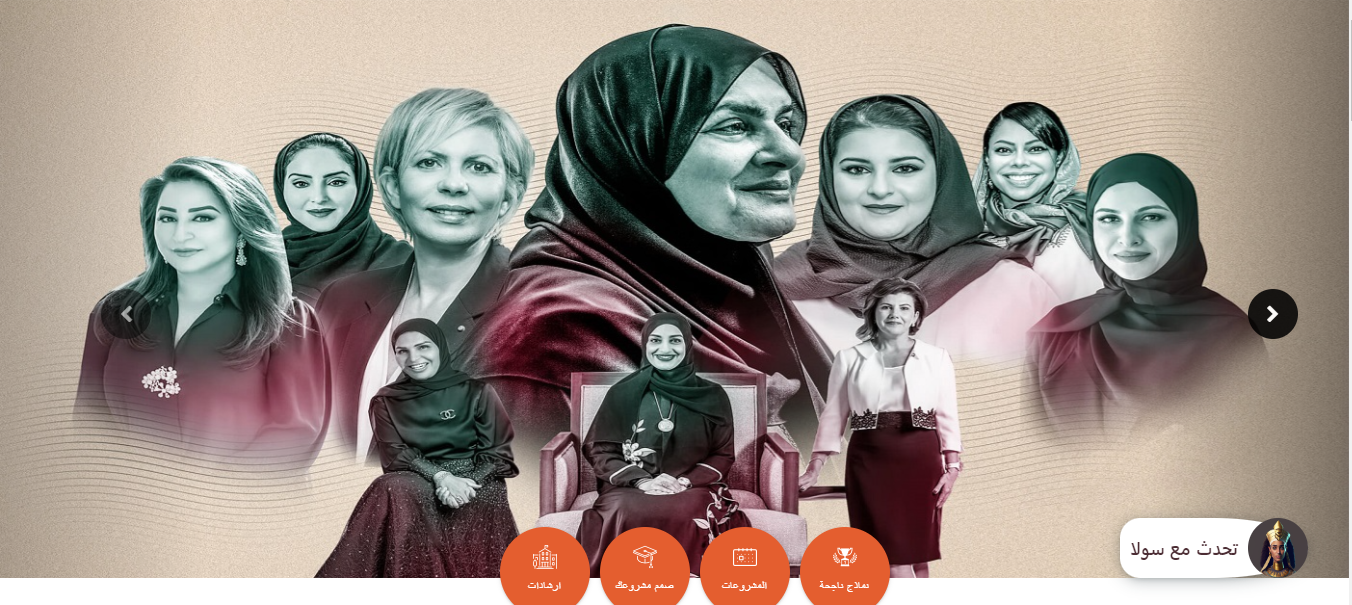 تحدث مع سولا
نماذج ناجحة
المشروعات
صمم مشروعك
ارشادات